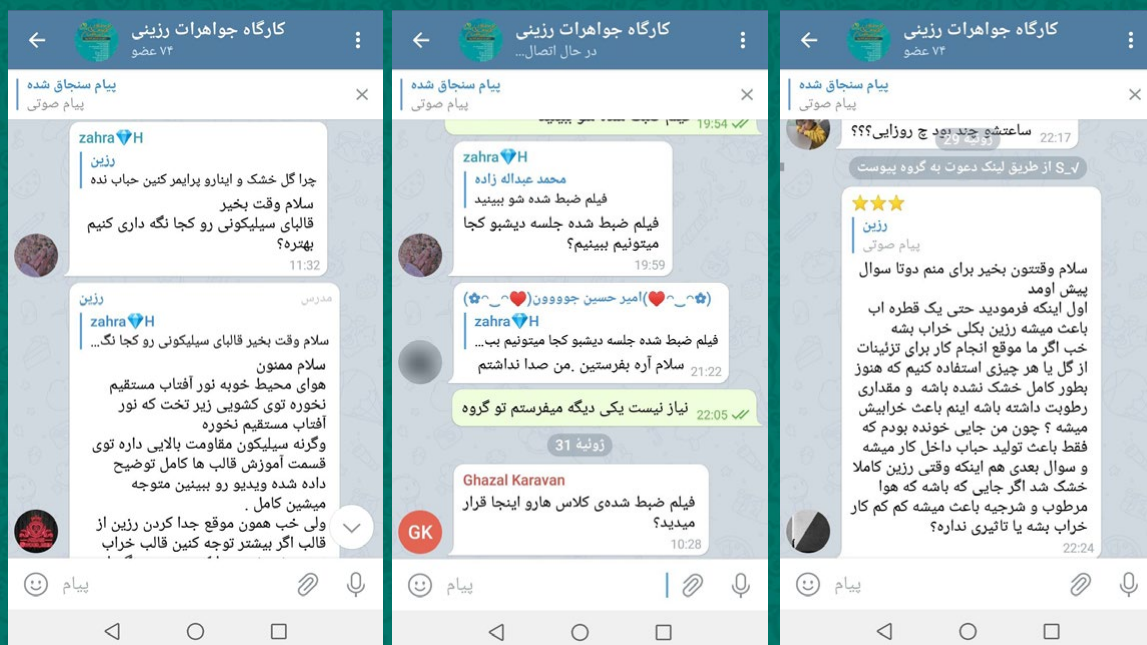 کارگاه جواهرات رزینی
۷۴ عضو
پیام سنجاق شده
پیام صوتی
zahra💎H
رزین
چرا گل خشک و اینارو پرایمر کنین حباب نده
سلام وقت بخیر
قالبای سیلیکونی رو کجا نگه داری کنیم
بهتره؟
11:32
رزین
مدرس
zahra💎H
سلام وقت بخیر قالبای سیلیکونی رو کجا نگ...
سلام ممنون
هوای محیط خوبه نور آفتاب مستقیم
نخوره توی کشویی زیر تخت که نور
آفتاب مستقیم نخوره
وگرنه سیلیکون مقاومت بالایی داره توی
قسمت آموزش قالب ها کامل توضیح
داده شده ویدیو رو ببینین متوجه
میشین کامل .
ولی خب همون موقع جدا کردن رزین از
قالب اگر بیشتر توجه کنین قالب خراب
پیام
کارگاه جواهرات رزینی
در حال اتصال...
پیام سنجاق شده
پیام صوتی
فیلم ضبط شده شو ببینید
19:54
zahra💎H
محمد عبداله زاده
فیلم ضبط شده شو ببینید
فیلم ضبط شده جلسه دیشبو کجا
میتونیم ببینیم؟
19:59
(✿◠‿◠♥)امیر حسین جوووون(♥◠‿◠✿)
zahra💎H
فیلم ضبط شده جلسه دیشبو کجا میتونیم بب...
سلام آره بفرستین .من صدا نداشتم
21:22
نیاز نیست یکی دیگه میفرستم تو گروه
22:05
31 ژوئیهٔ
Ghazal Karavan
فیلم ضبط شده‌ی کلاس هارو اینجا قرار
میدید؟
10:28
GK
پیام
کارگاه جواهرات رزینی
۷۴ عضو
پیام سنجاق شده
پیام صوتی
ساعتشو چند بود چ روزایی؟؟؟
22:17
29 ژوئیهٔ
S_√ از طریق لینک دعوت به گروه پیوست
⭐⭐⭐
رزین
پیام صوتی
سلام وقتتون بخیر برای منم دوتا سوال
پیش اومد
اول اینکه فرمودید حتی یک قطره اب
باعث میشه رزین بکلی خراب بشه
خب اگر ما موقع انجام کار برای تزئینات
از گل یا هر چیزی استفاده کنیم که هنوز
بطور کامل خشک نشده باشه و مقداری
رطوبت داشته باشه اینم باعث خرابیش
میشه ؟ چون من جایی خونده بودم که
فقط باعث تولید حباب داخل کار میشه
و سوال بعدی هم اینکه وقتی رزین کاملا
خشک شد اگر جایی که باشه که هوا
مرطوب و شرجیه باعث میشه کم کم کار
خراب بشه یا تاثیری نداره؟
22:24
پیام